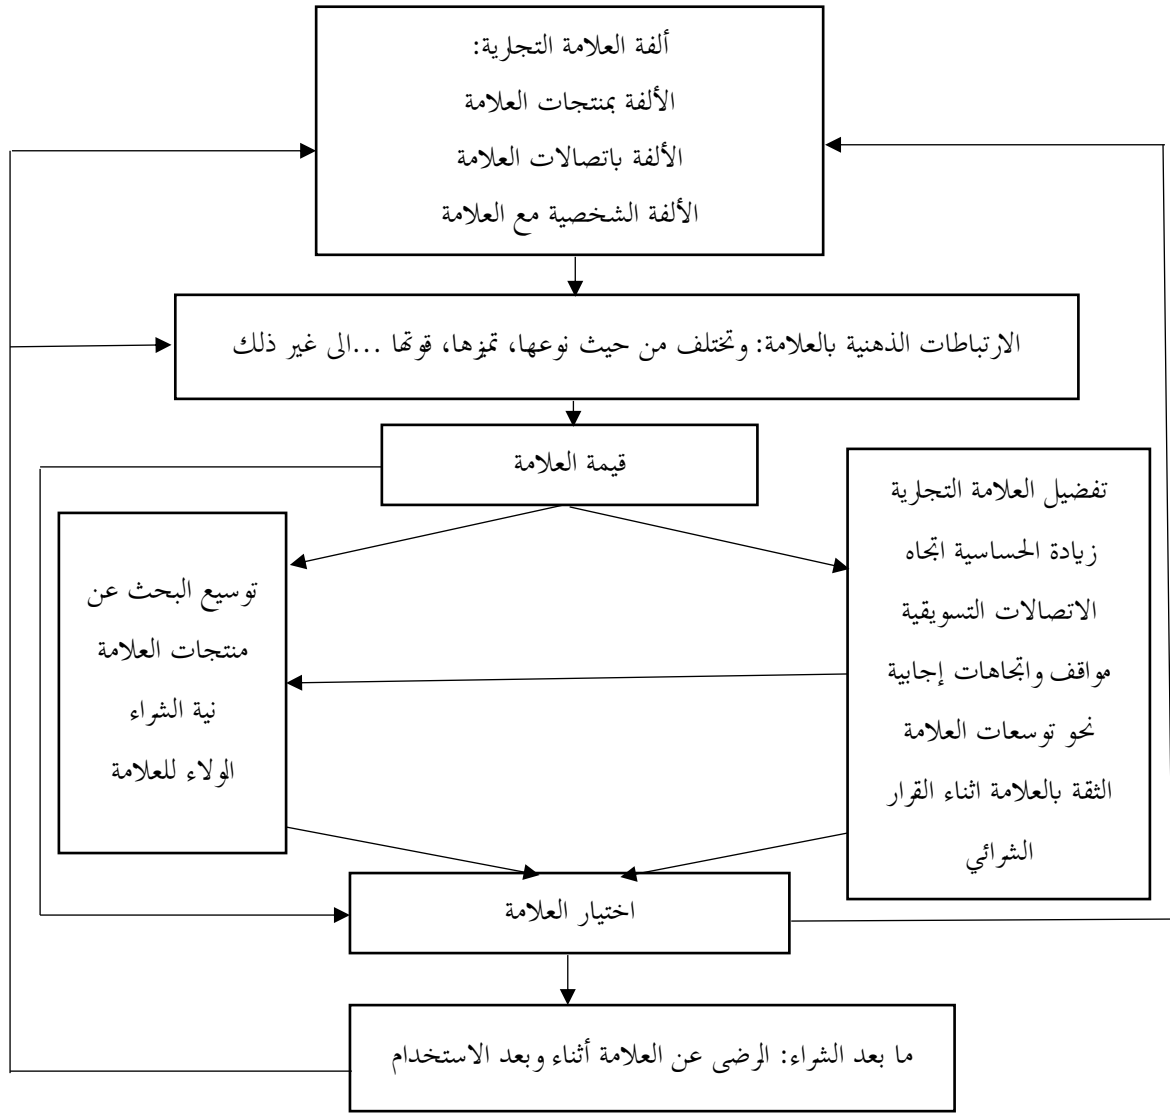 ألفة العلامة التجارية:
الألفة بمنتجات العلامة
الألفة باتصالات العلامة
الألفة الشخصية مع العلامة
الارتباطات الذهنية بالعلامة: وتختلف من حيث نوعها، تميزها، قوتها ...الى غير ذلك
قيمة العلامة
تفضيل العلامة التجارية
زيادة الحساسية اتجاه
الاتصالات التسويقية
مواقف واتجاهات إجابية
نحو توسعات العلامة
الثقة بالعلامة اثناء القرار
الشرائي
توسيع البحث عن
منتجات العلامة
نية الشراء
الولاء للعلامة
اختيار العلامة
ما بعد الشراء: الرضى عن العلامة أثناء وبعد الاستخدام